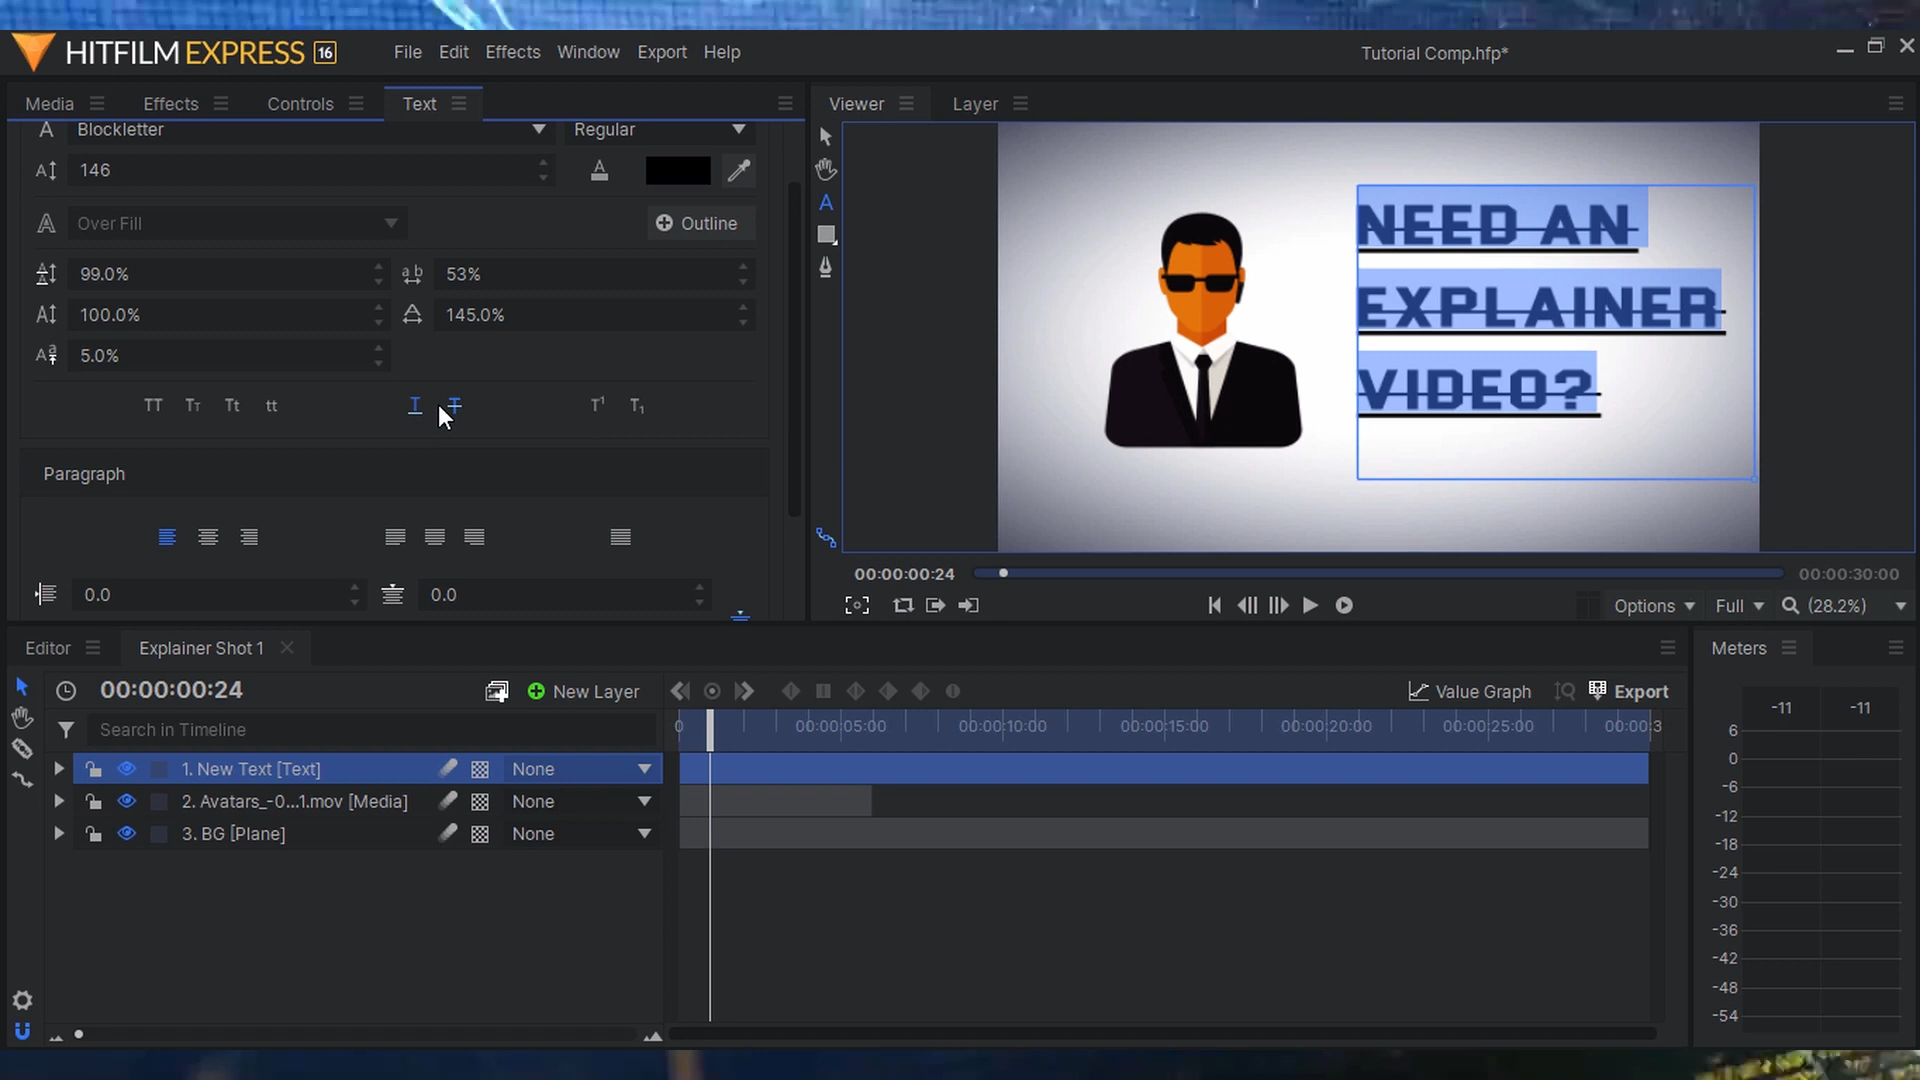 HITFILM EXPRESS 16
File Edit Effects Window Export Help
Tutorial Comp.hfp*
Media Effects Controls Text
Viewer Layer
Blockletter Regular
146
Over Fill Outline
99.0% 53%
100.0% 145.0%
5.0%
TT TT Tt tt T T T1 T1
Paragraph
0.0 0.0
NEED AN
EXPLAINER
VIDEO?
00:00:00:24 00:00:30:00
Options Full (28.2%)
Editor Explainer Shot 1
Meters
00:00:00:24 New Layer Value Graph Export
Search in Timeline
0 00:00:05:00 00:00:10:00 00:00:15:00 00:00:20:00 00:00:25:00 00:00:3
1. New Text [Text] None
2. Avatars_-0...1.mov [Media] None
3. BG [Plane] None
-11 -11
6
0
-6
-12
-18
-24
-30
-36
-42
-48
-54